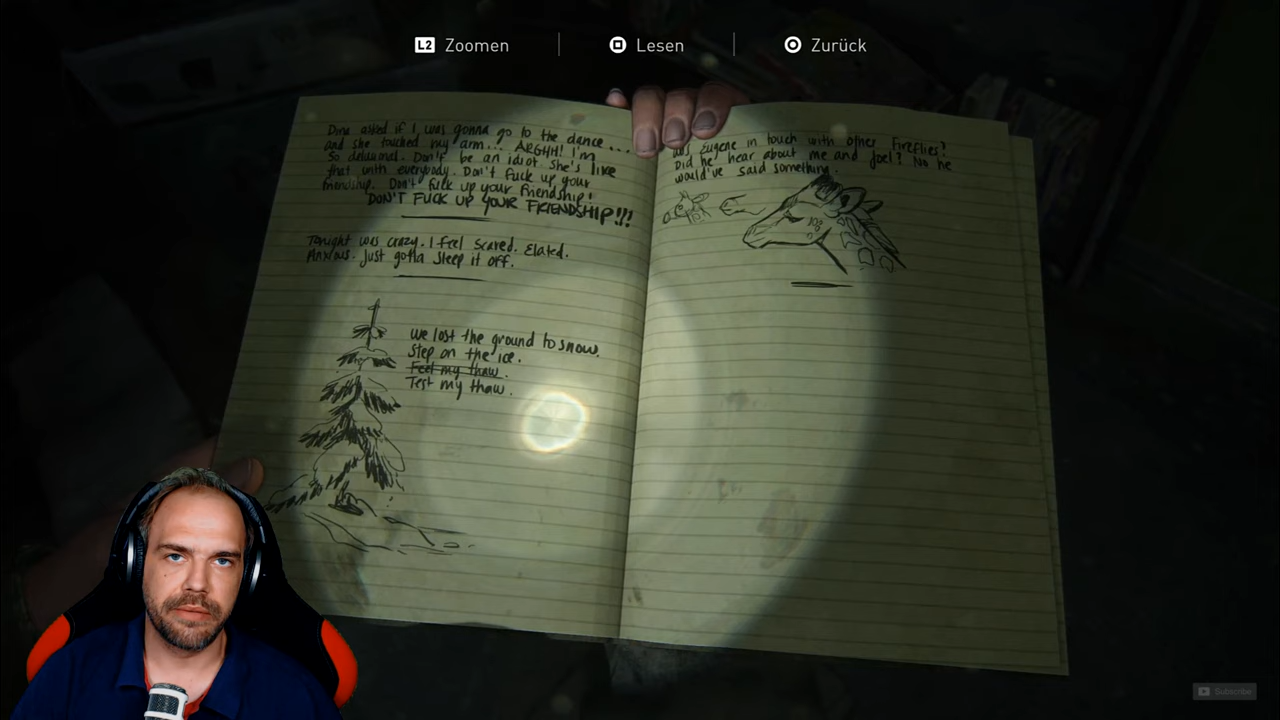 L2 Zoomen
Lesen
Zurück
Dina asked if I was gonna go to the dance...
and she touched my arm... ARGHH! I'm
so delusional. Don't be an idiot. She's like
that with everybody. Don't fuck up your
friendship. Don't fuck up your friendship!
DON'T FUCK UP YOUR FRIENDSHIP!!!
Tonight was crazy. I feel scared. Elated.
Anxious. Just gotta sleep it off.
We lost the ground to snow.
Step on the ice.
Feel my thaw.
Test my thaw.
Was Eugene in touch with other Fireflies?
Did he hear about me and Joel? No he
would've said something.
Subscribe